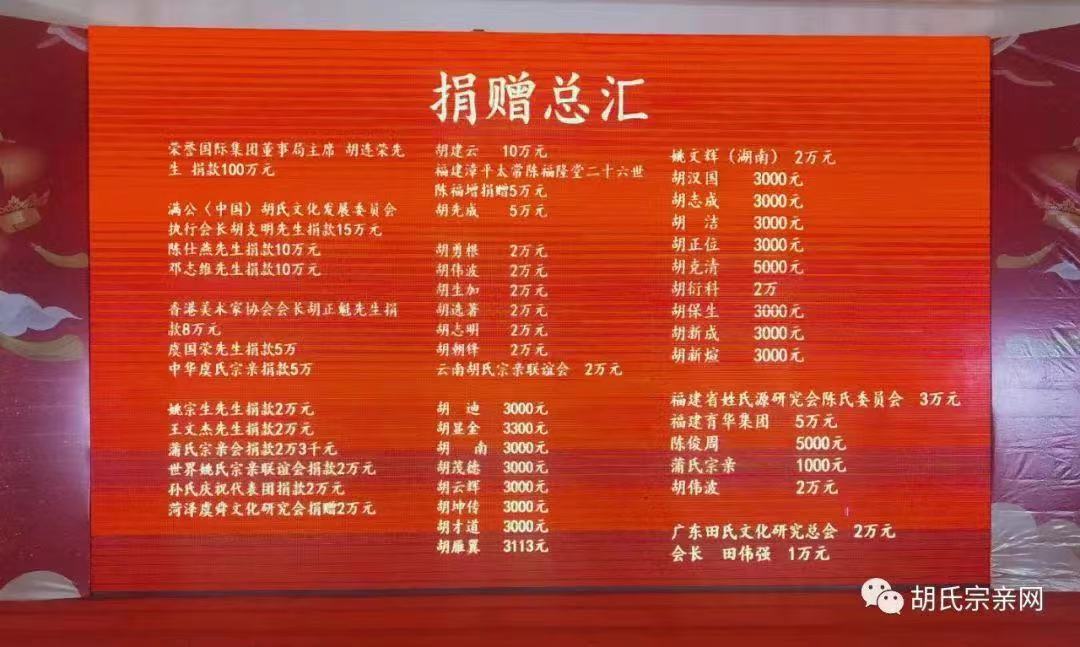 捐赠总汇
荣誉国际集团董事局主席 胡连荣先
生 捐款100万元
满公（中国）胡氏文化发展委员会
执行会长胡支明先生捐款15万元
陈仕燕先生捐款10万元
邓志维先生捐款10万元
香港美术家协会会长胡正魁先生捐
款8万元
虞国荣先生捐款5万
中华虞氏宗亲捐款5万
姚宗生先生捐款2万元
王文杰先生捐款2万元
蒲氏宗亲会捐款2万3千元
世界姚氏宗亲联谊会捐款2万元
孙氏庆祝代表团捐款2万元
菏泽虞舜文化研究会捐赠2万元
胡建云 10万元
福建漳平太常陈福隆堂二十六世
陈福增捐赠5万元
胡先成 5万元
胡勇根 2万元
胡伟波 2万元
胡生加 2万元
胡选著 2万元
胡志明 2万元
胡朝锋 2万元
云南胡氏宗亲联谊会 2万元
胡 迪 3000元
胡显金 3300元
胡 南 3000元
胡茂德 3000元
胡云辉 3000元
胡坤传 3000元
胡才道 3000元
胡雁翼 3113元
姚文辉（湖南） 2万元
胡汉国 3000元
胡志成 3000元
胡 洁 3000元
胡正位 3000元
胡克清 5000元
胡衍科 2万
胡保生 3000元
胡新成 3000元
胡新煊 3000元
福建省姓氏源研究会陈氏委员会 3万元
福建育华集团 5万元
陈俊周 5000元
蒲氏宗亲 1000元
胡伟波 2万元
广东田氏文化研究总会 2万元
会长 田伟强 1万元
胡氏宗亲网